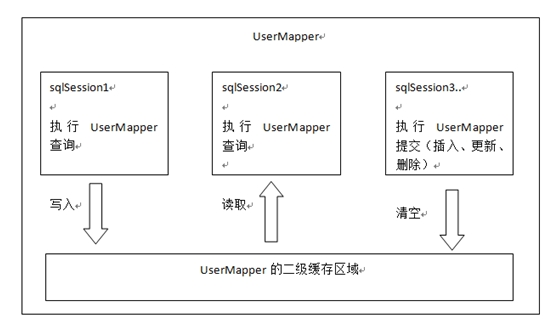 UserMapper↵
sqlSession1↵
↵
执行 UserMapper
查询↵
sqlSession2↵
↵
执行 UserMapper
查询↵
↵
sqlSession3..↵
↵
执行 UserMapper
提交（插入、更新、
删除）↵
写入↵
读取↵
清空↵
UserMapper 的二级缓存区域↵